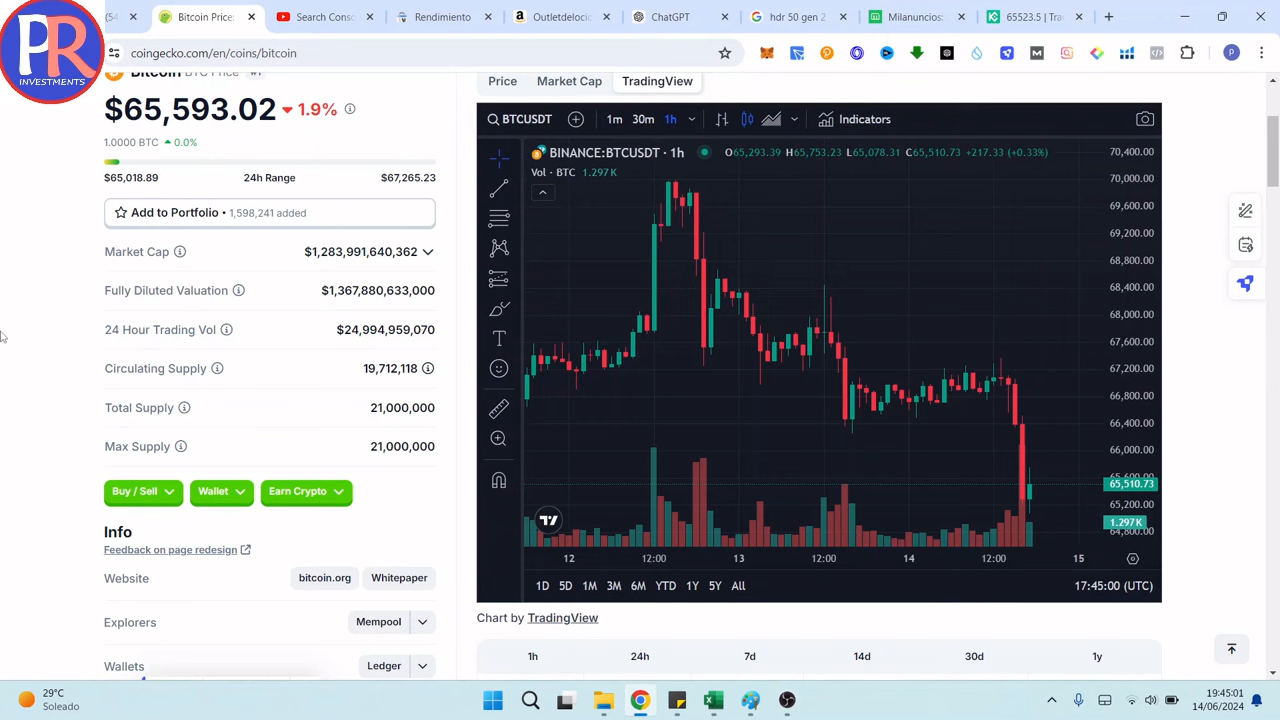 (54
Bitcoin Price
Search Conso
Rendimiento
Outletdelocio
ChatGPT
hdr 50 gen 2
Milanuncios:
65523.5 | Tra
coingecko.com/en/coins/bitcoin
P
PR
INVESTMENTS
Bitcoin BTC Price #1
$65,593.02 1.9%
1.0000 BTC 0.0%
$65,018.89 24h Range $67,265.23
Add to Portfolio • 1,598,241 added
Market Cap $1,283,991,640,362
Fully Diluted Valuation $1,367,880,633,000
24 Hour Trading Vol $24,994,959,070
Circulating Supply 19,712,118
Total Supply 21,000,000
Max Supply 21,000,000
Buy / Sell Wallet Earn Crypto
Info
Feedback on page redesign
Website bitcoin.org Whitepaper
Explorers Mempool
Wallets Ledger
Price Market Cap TradingView
BTCUSDT 1m 30m 1h Indicators
BINANCE:BTCUSDT · 1h O65,293.39 H65,753.23 L65,078.31 C65,510.73 +217.33 (+0.33%)
Vol · BTC 1.297K
70,400.00
70,000.00
69,600.00
69,200.00
68,800.00
68,400.00
68,000.00
67,600.00
67,200.00
66,800.00
66,400.00
66,000.00
65,600.00
65,510.73
65,200.00
1.297K
64,800.00
12 12:00 13 12:00 14 12:00 15
1D 5D 1M 3M 6M YTD 1Y 5Y All 17:45:00 (UTC)
Chart by TradingView
1h 24h 7d 14d 30d 1y
29°C
Soleado
19:45:01
14/06/2024